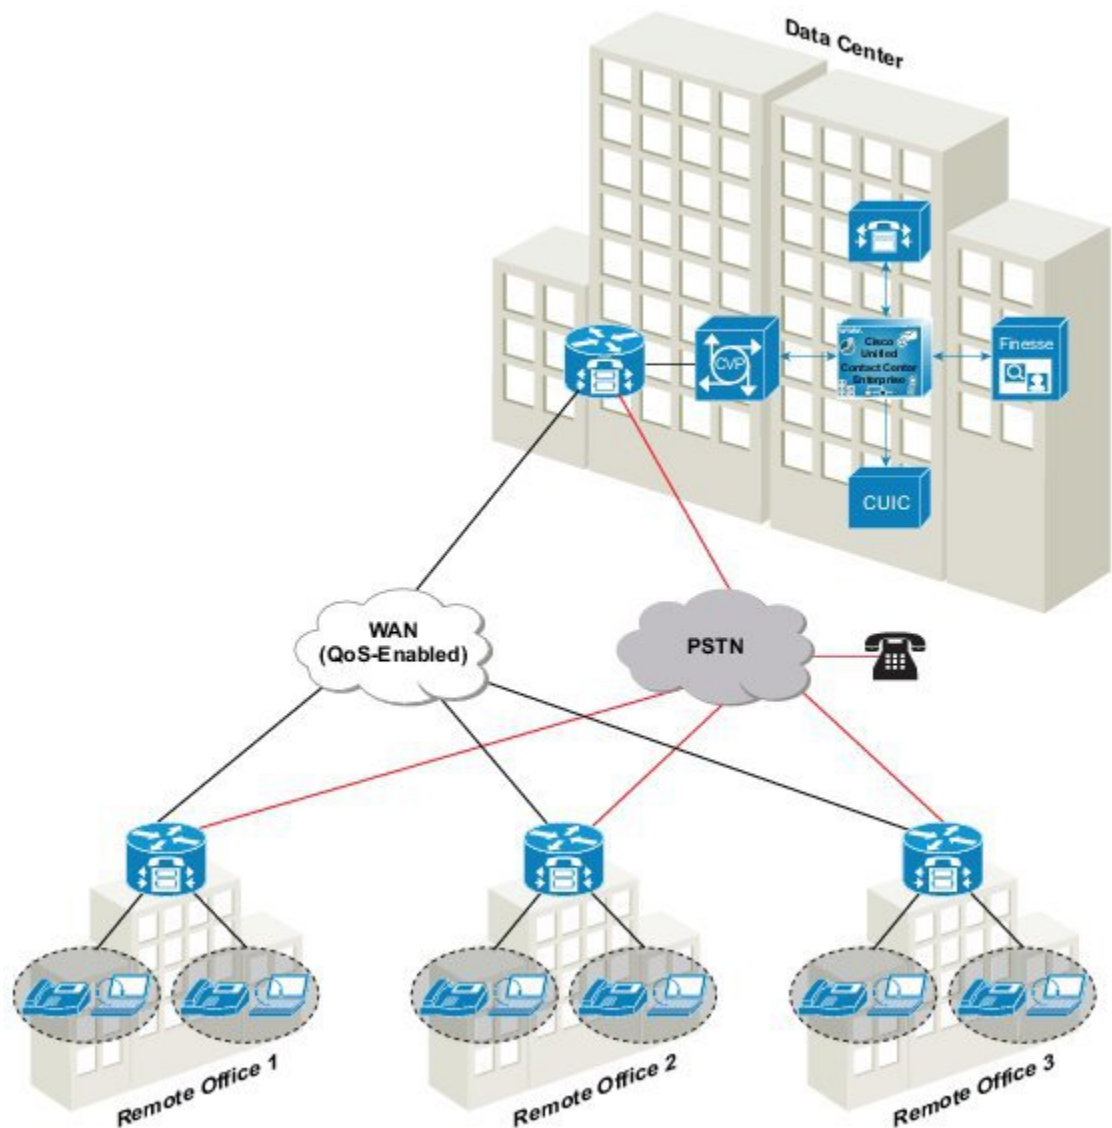 Data Center
CVP
Cisco
Unified
Contact Center
Enterprise
Finesse
CUIC
WAN
(QoS-Enabled)
PSTN
Remote Office 1
Remote Office 2
Remote Office 3